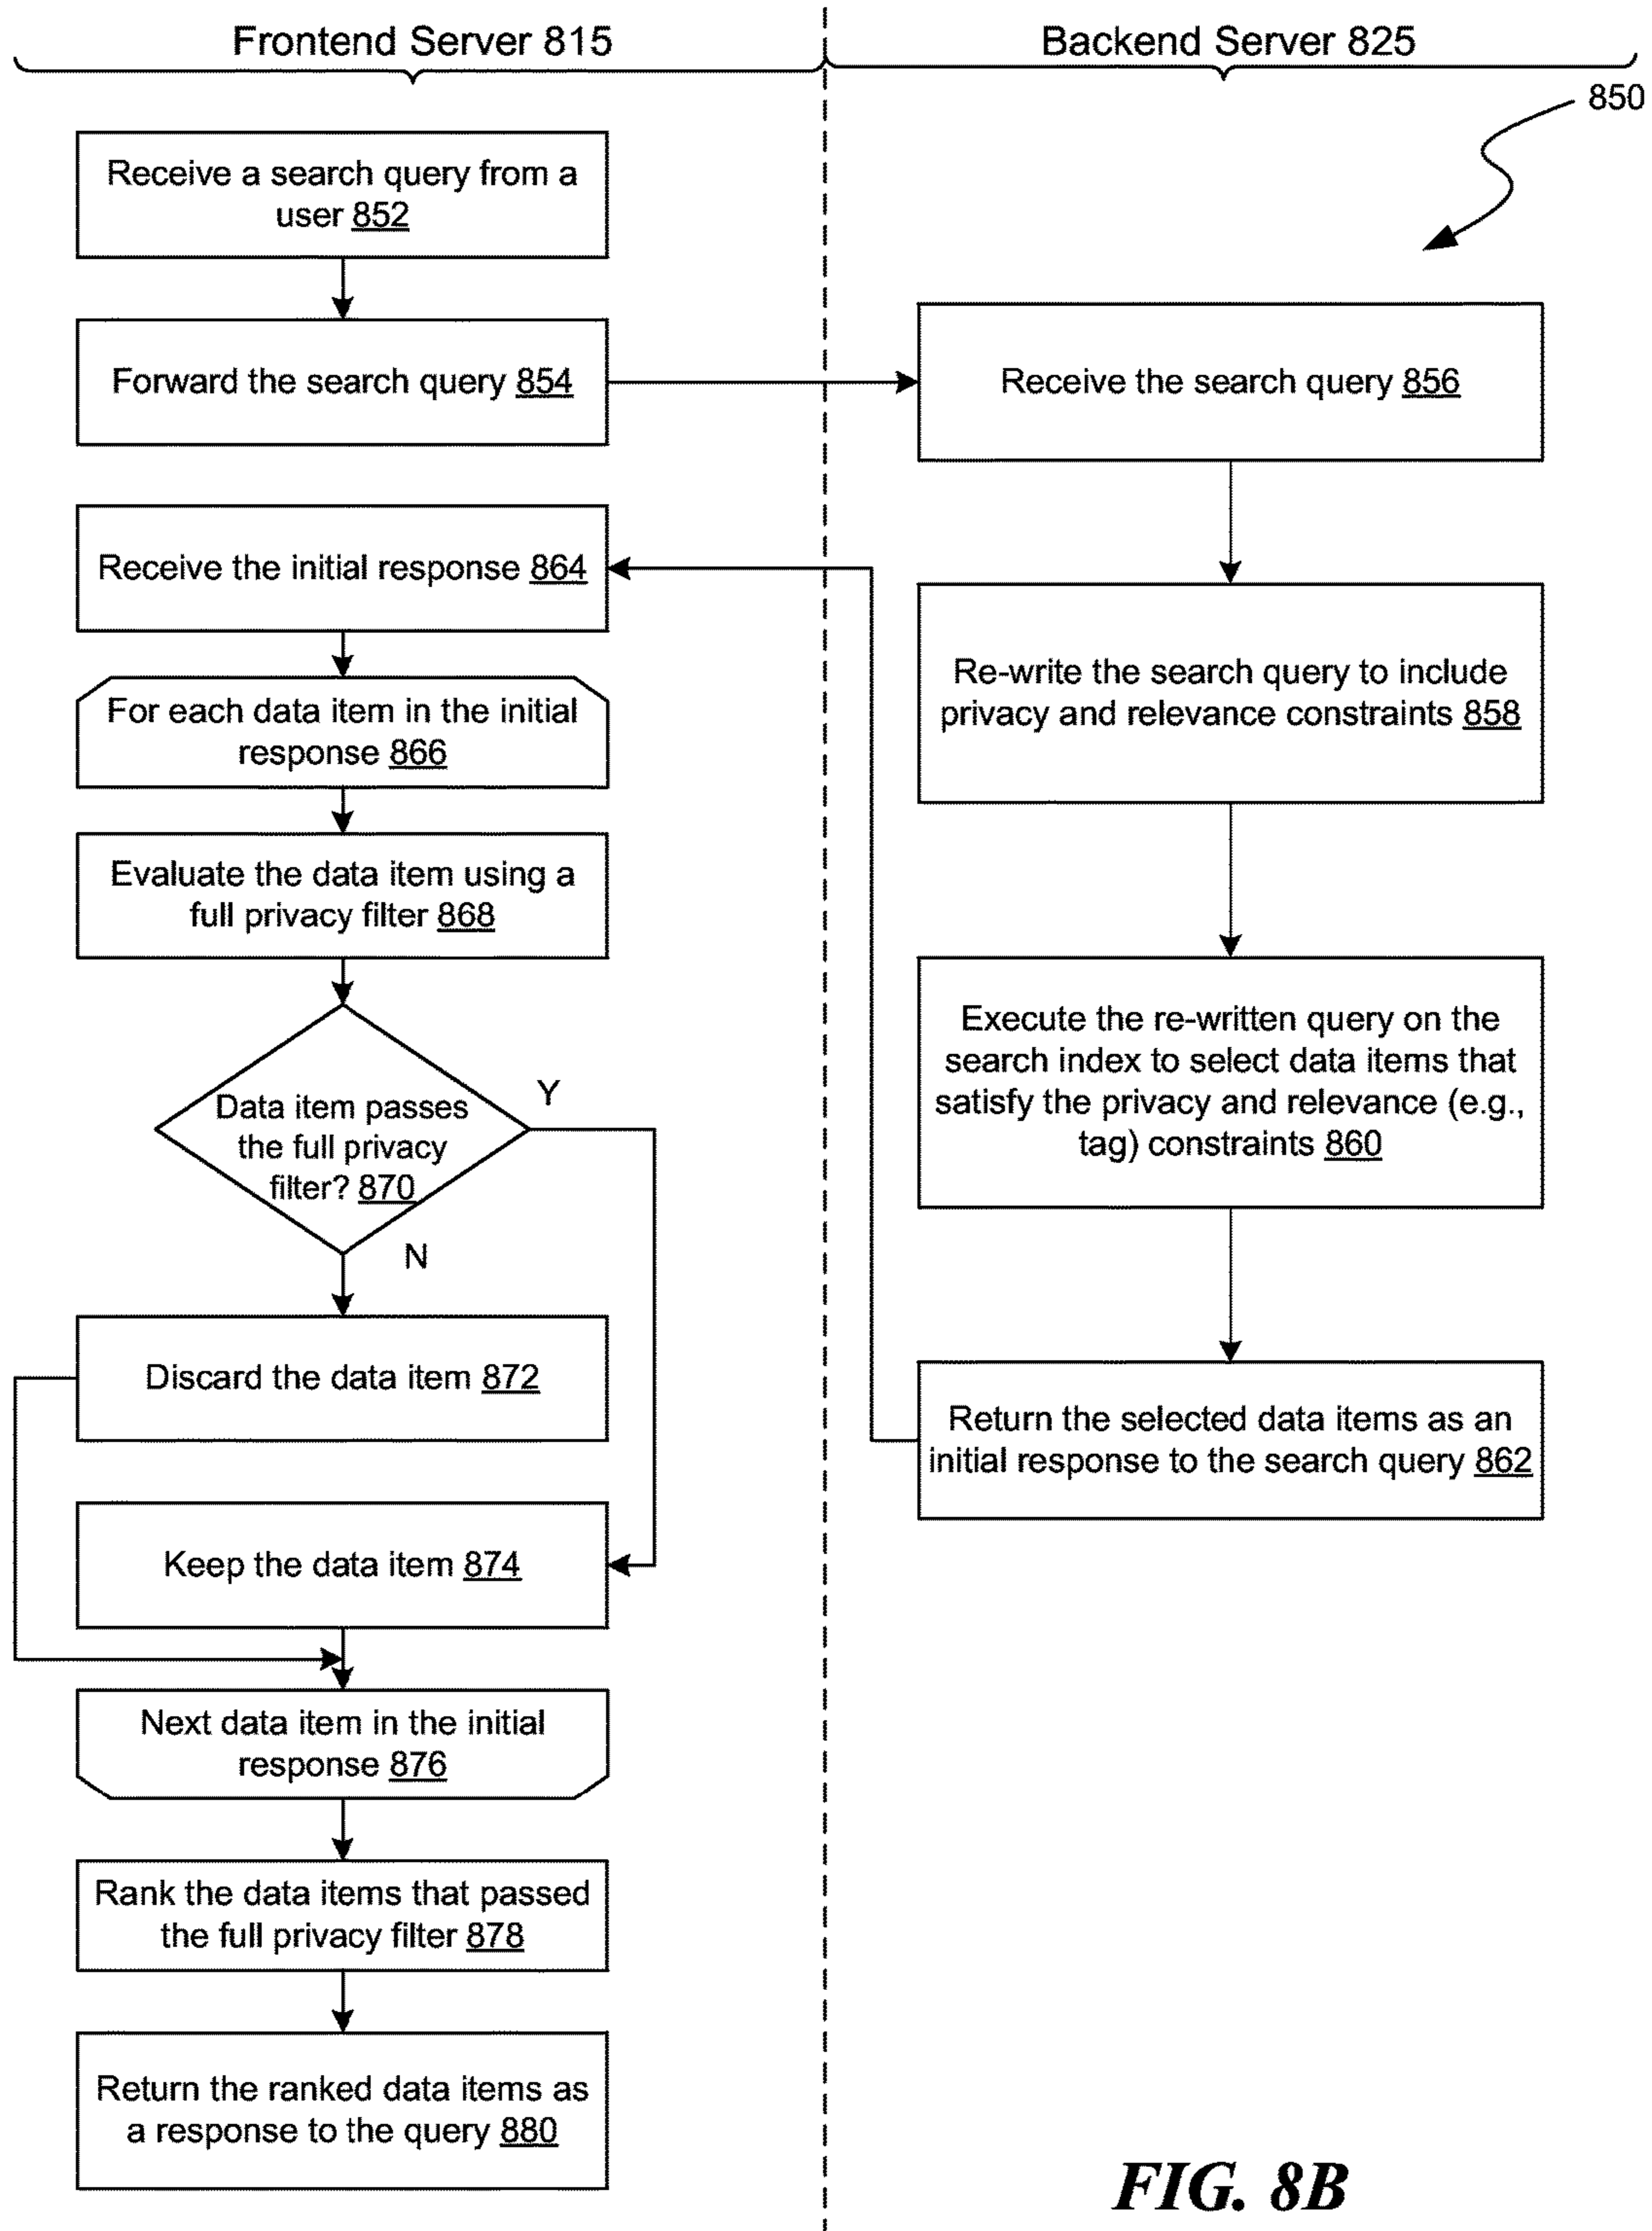 Frontend Server 815
Backend Server 825
850
Receive a search query from a
user 852
Forward the search query 854
Receive the search query 856
Receive the initial response 864
Re-write the search query to include
privacy and relevance constraints 858
For each data item in the initial
response 866
Evaluate the data item using a
full privacy filter 868
Execute the re-written query on the
search index to select data items that
satisfy the privacy and relevance (e.g.,
tag) constraints 860
Y
Data item passes
the full privacy
filter? 870
N
Discard the data item 872
Return the selected data items as an
initial response to the search query 862
Keep the data item 874
Next data item in the initial
response 876
Rank the data items that passed
the full privacy filter 878
Return the ranked data items as
a response to the query 880
FIG. 8B